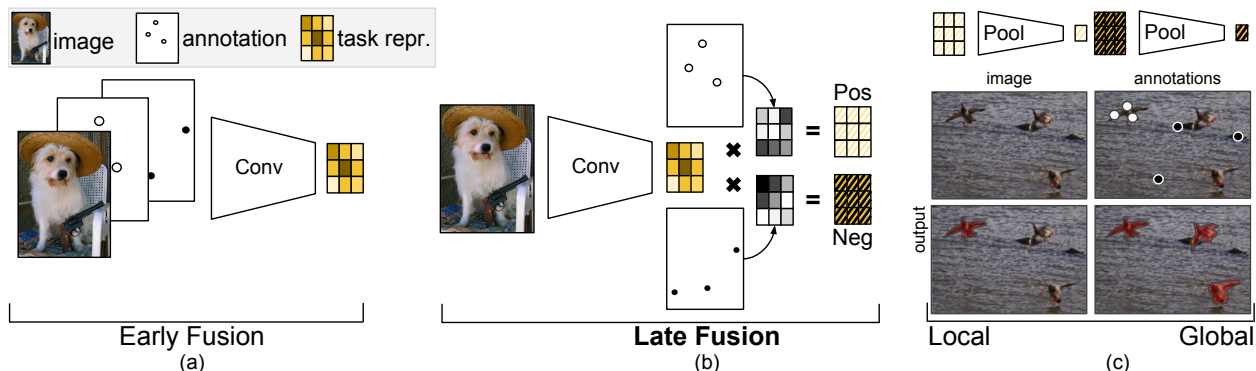 image
annotation
task repr.
Conv
Early Fusion
(a)
Conv
Pos
=
=
Neg
Late Fusion
(b)
Pool
Pool
image
annotations
output
Local
Global
(c)